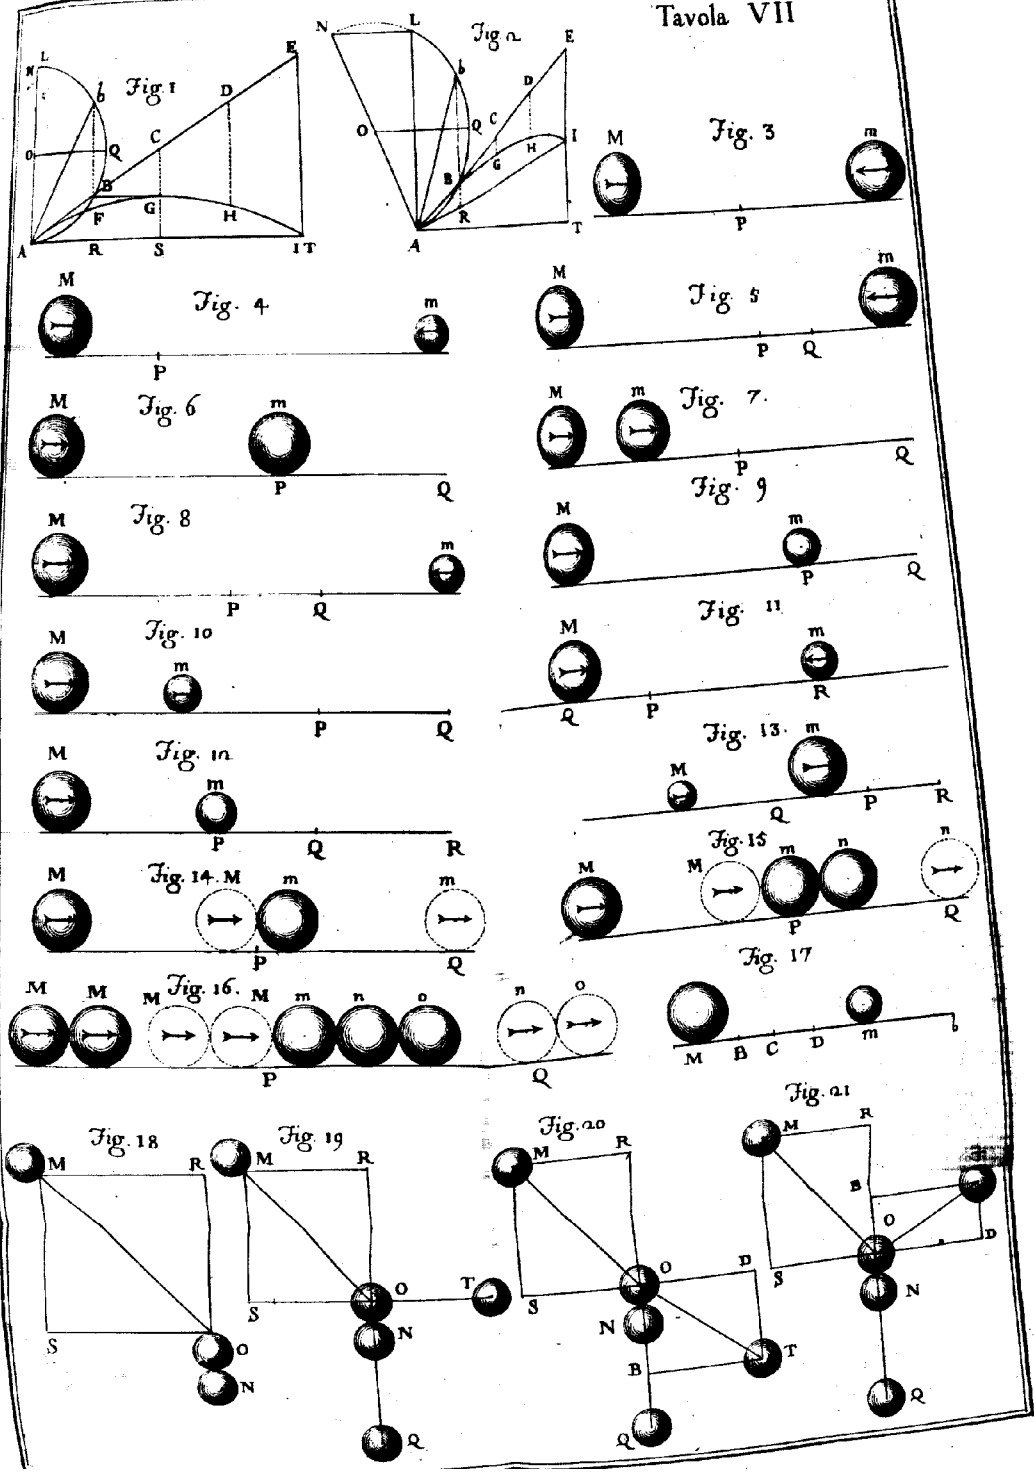 Tavola VII
Fig. 1
N L b E D C O Q B F G H A R S I T
Fig. 2
N L b E D C O Q B G H I R A T
Fig. 3
M m P
Fig. 4
M m P
Fig. 5
M m P Q
Fig. 6
M m P Q
Fig. 7.
M m P Q
Fig. 8
M m P Q
Fig. 9
M m P Q
Fig. 10
M m P Q
Fig. 11
M m Q P R
Fig. 12
M m P Q R
Fig. 13.
M m Q P R
Fig. 14.
M M m m P Q
Fig. 15
M M m n n P Q
Fig. 16.
M M M M m n o n o P Q
Fig. 17
M B C D m
Fig. 18
M R S O N
Fig. 19
M R S O T N Q
Fig. 20
M R S O D N B T Q
Fig. 21
M R B O D S N Q